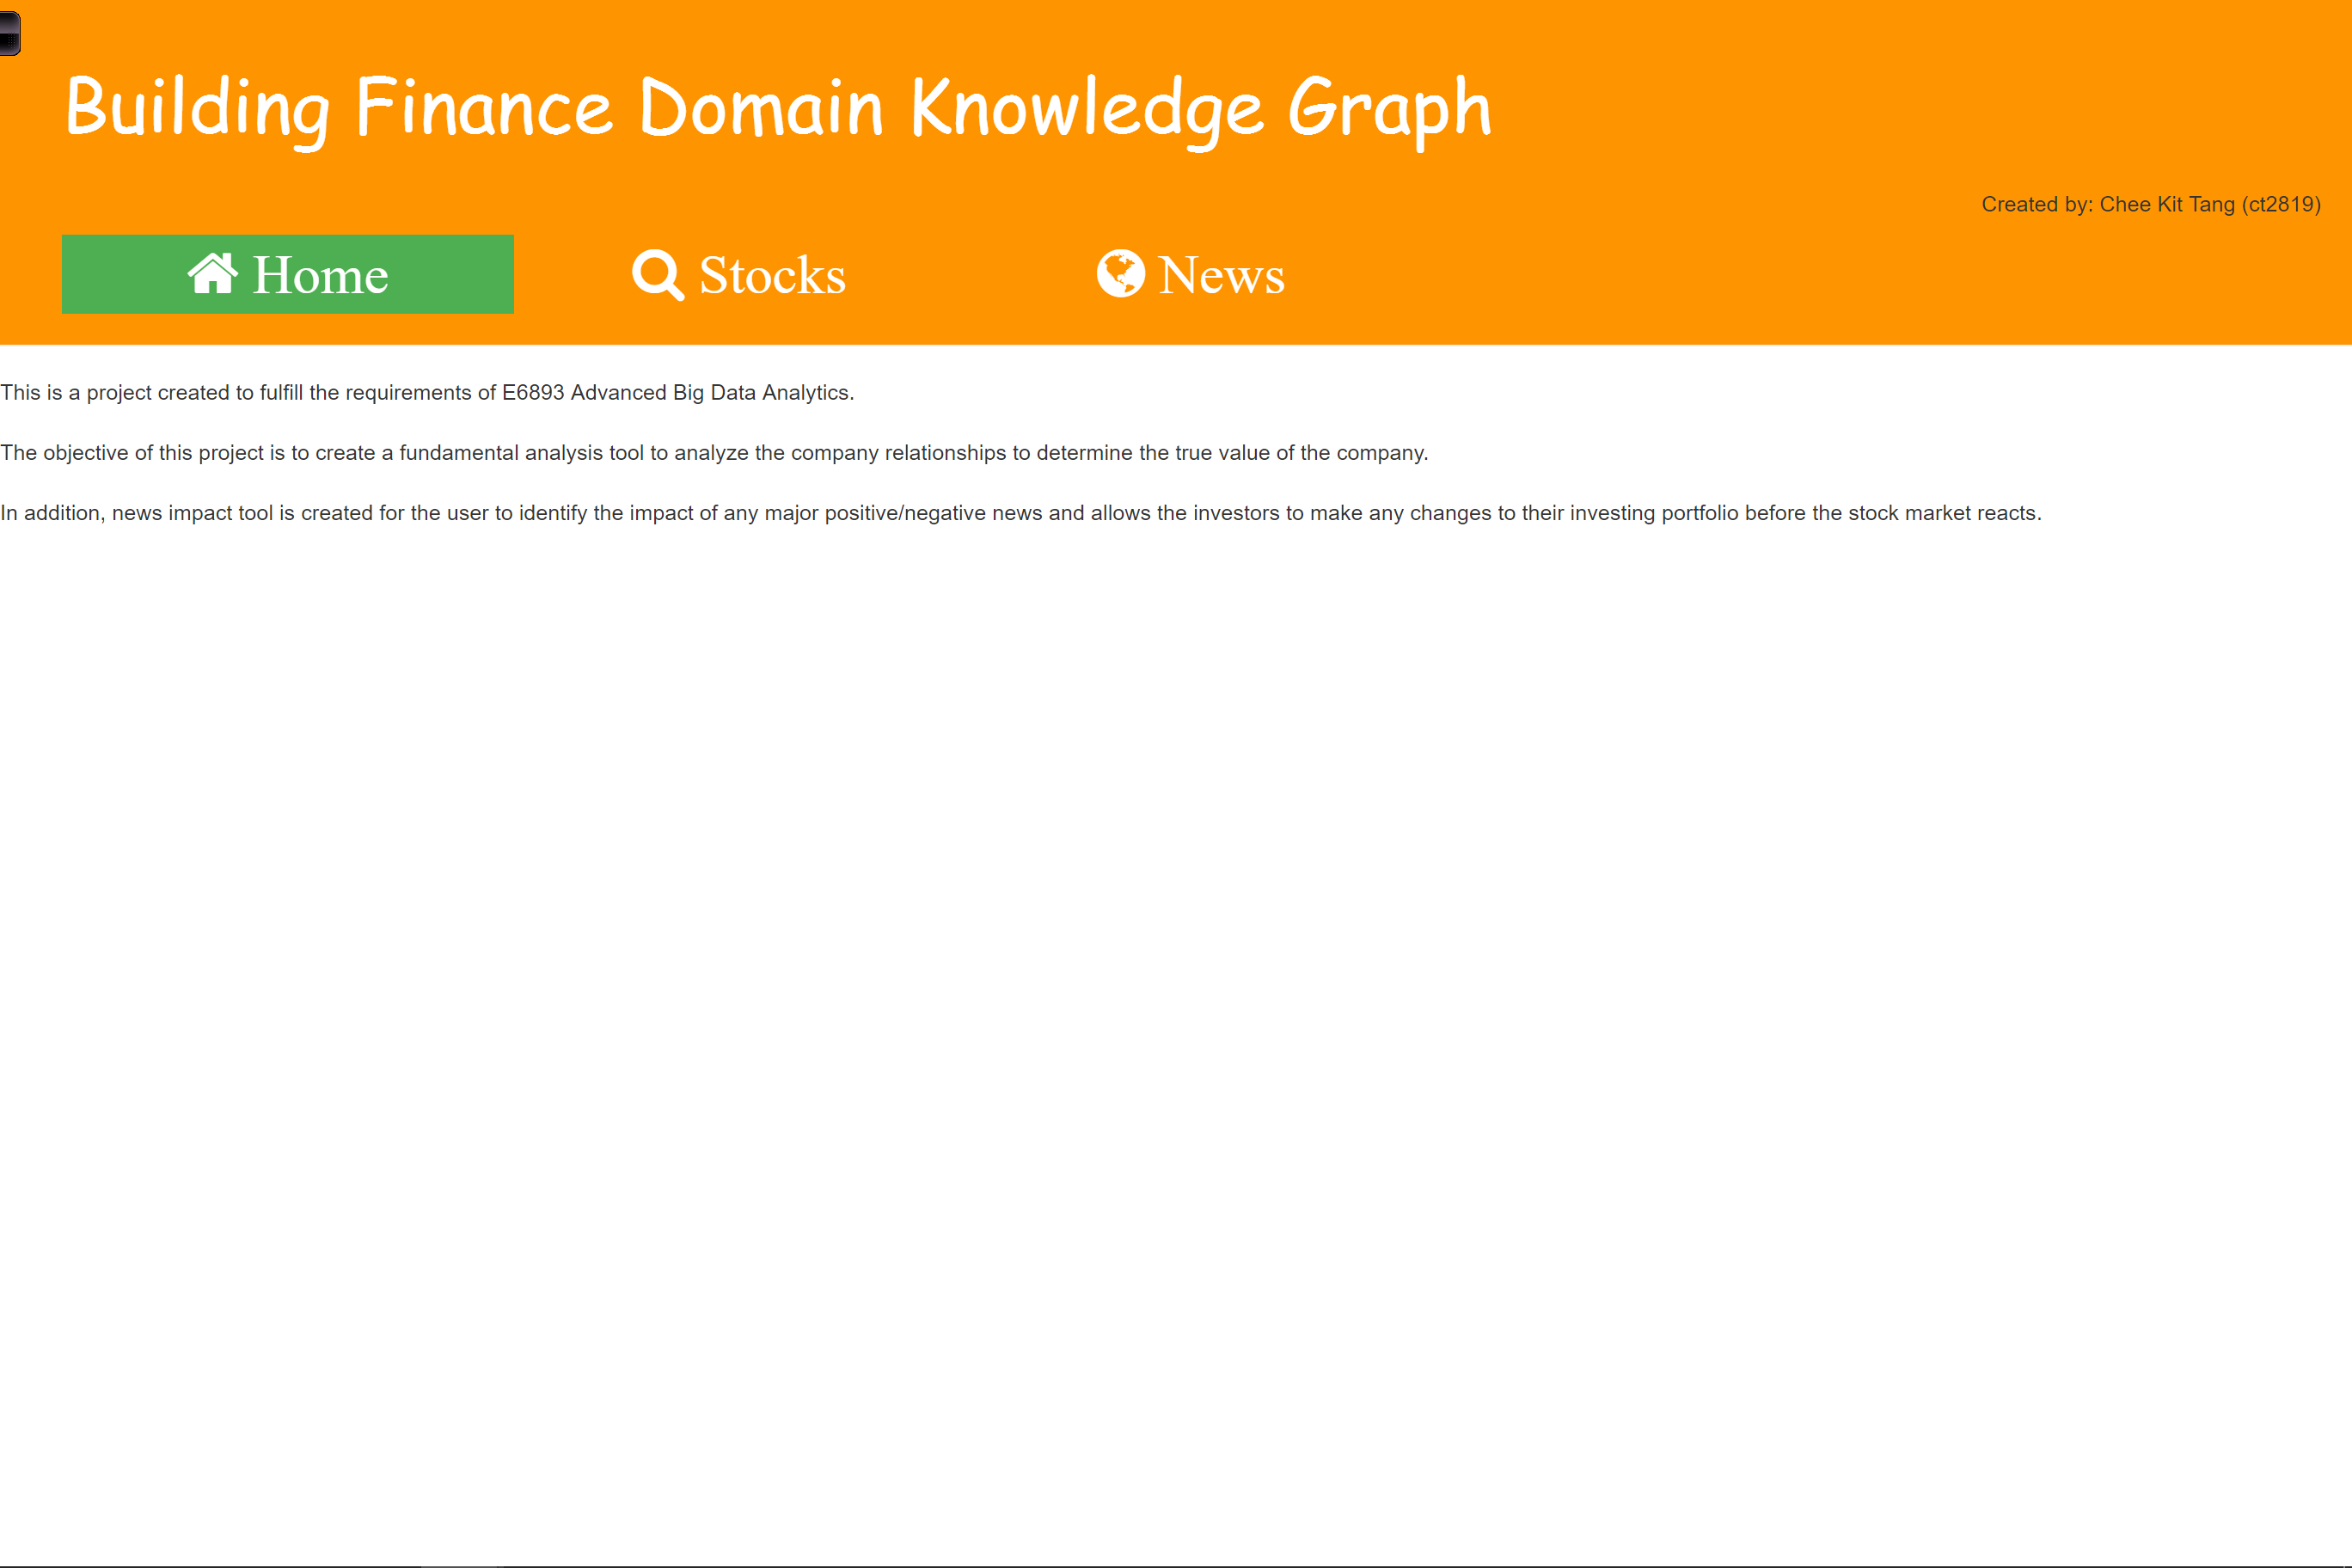 Building Finance Domain Knowledge Graph
Created by: Chee Kit Tang (ct2819)
Home
Stocks
News
This is a project created to fulfill the requirements of E6893 Advanced Big Data Analytics.
The objective of this project is to create a fundamental analysis tool to analyze the company relationships to determine the true value of the company.
In addition, news impact tool is created for the user to identify the impact of any major positive/negative news and allows the investors to make any changes to their investing portfolio before the stock market reacts.